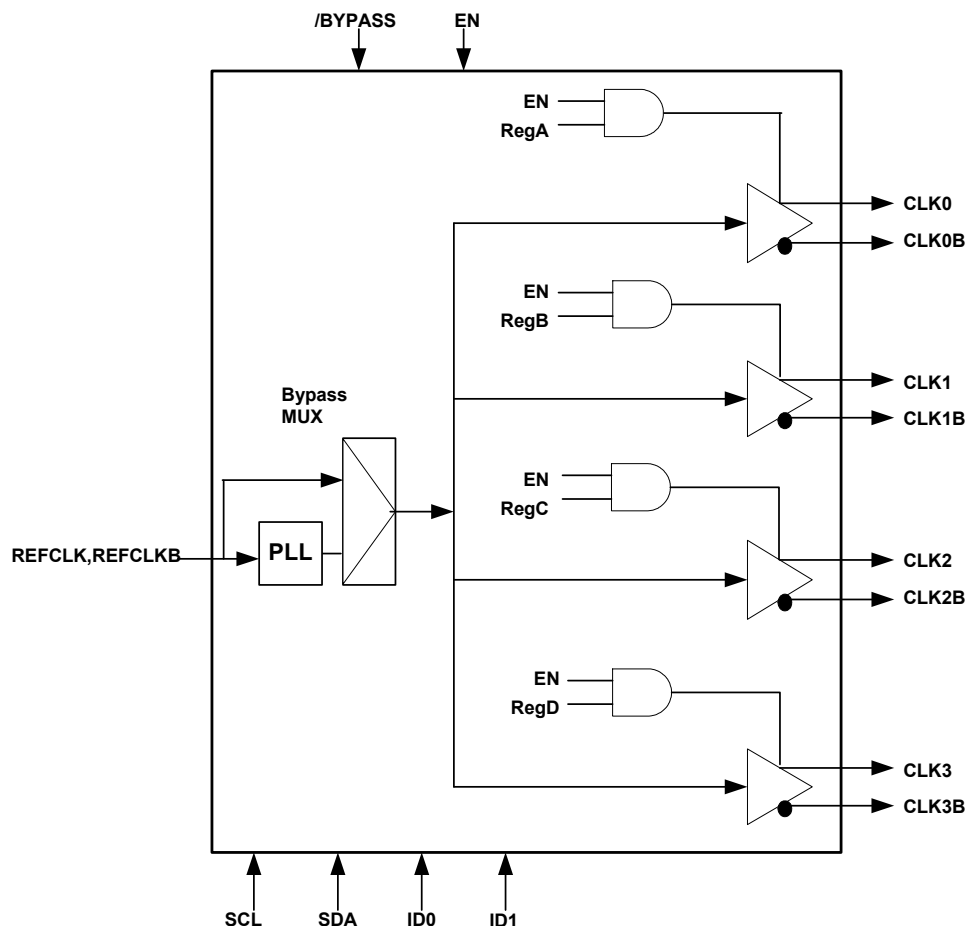 /BYPASS EN
EN
RegA
CLK0
CLK0B
EN
RegB
CLK1
CLK1B
Bypass
MUX
EN
RegC
REFCLK,REFCLKB
PLL
CLK2
CLK2B
EN
RegD
CLK3
CLK3B
SCL SDA ID0 ID1